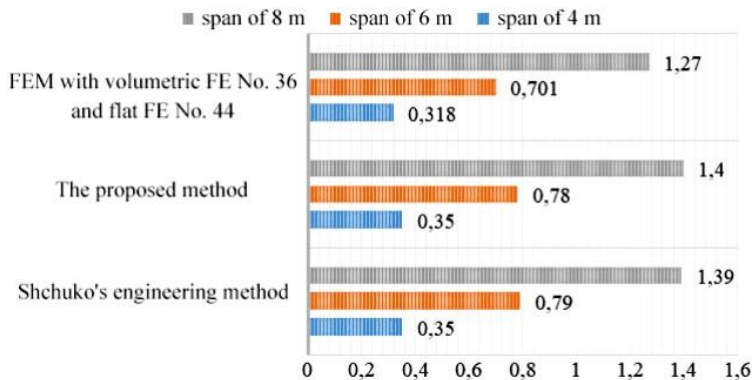 span of 8 m span of 6 m span of 4 m
FEM with volumetric FE No. 36
and flat FE No. 44
1,27
0,701
0,318
The proposed method
1,4
0,78
0,35
Shchuko's engineering method
1,39
0,79
0,35
0 0,2 0,4 0,6 0,8 1 1,2 1,4 1,6